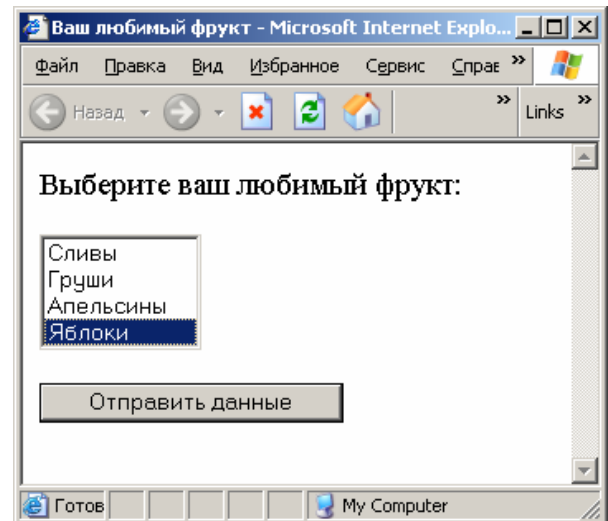 Ваш любимый фрукт - Microsoft Internet Explo...
Файл Правка Вид Избранное Сервис Справ »
Назад » Links »
Выберите ваш любимый фрукт:
Сливы
Груши
Апельсины
Яблоки
Отправить данные
Готов My Computer